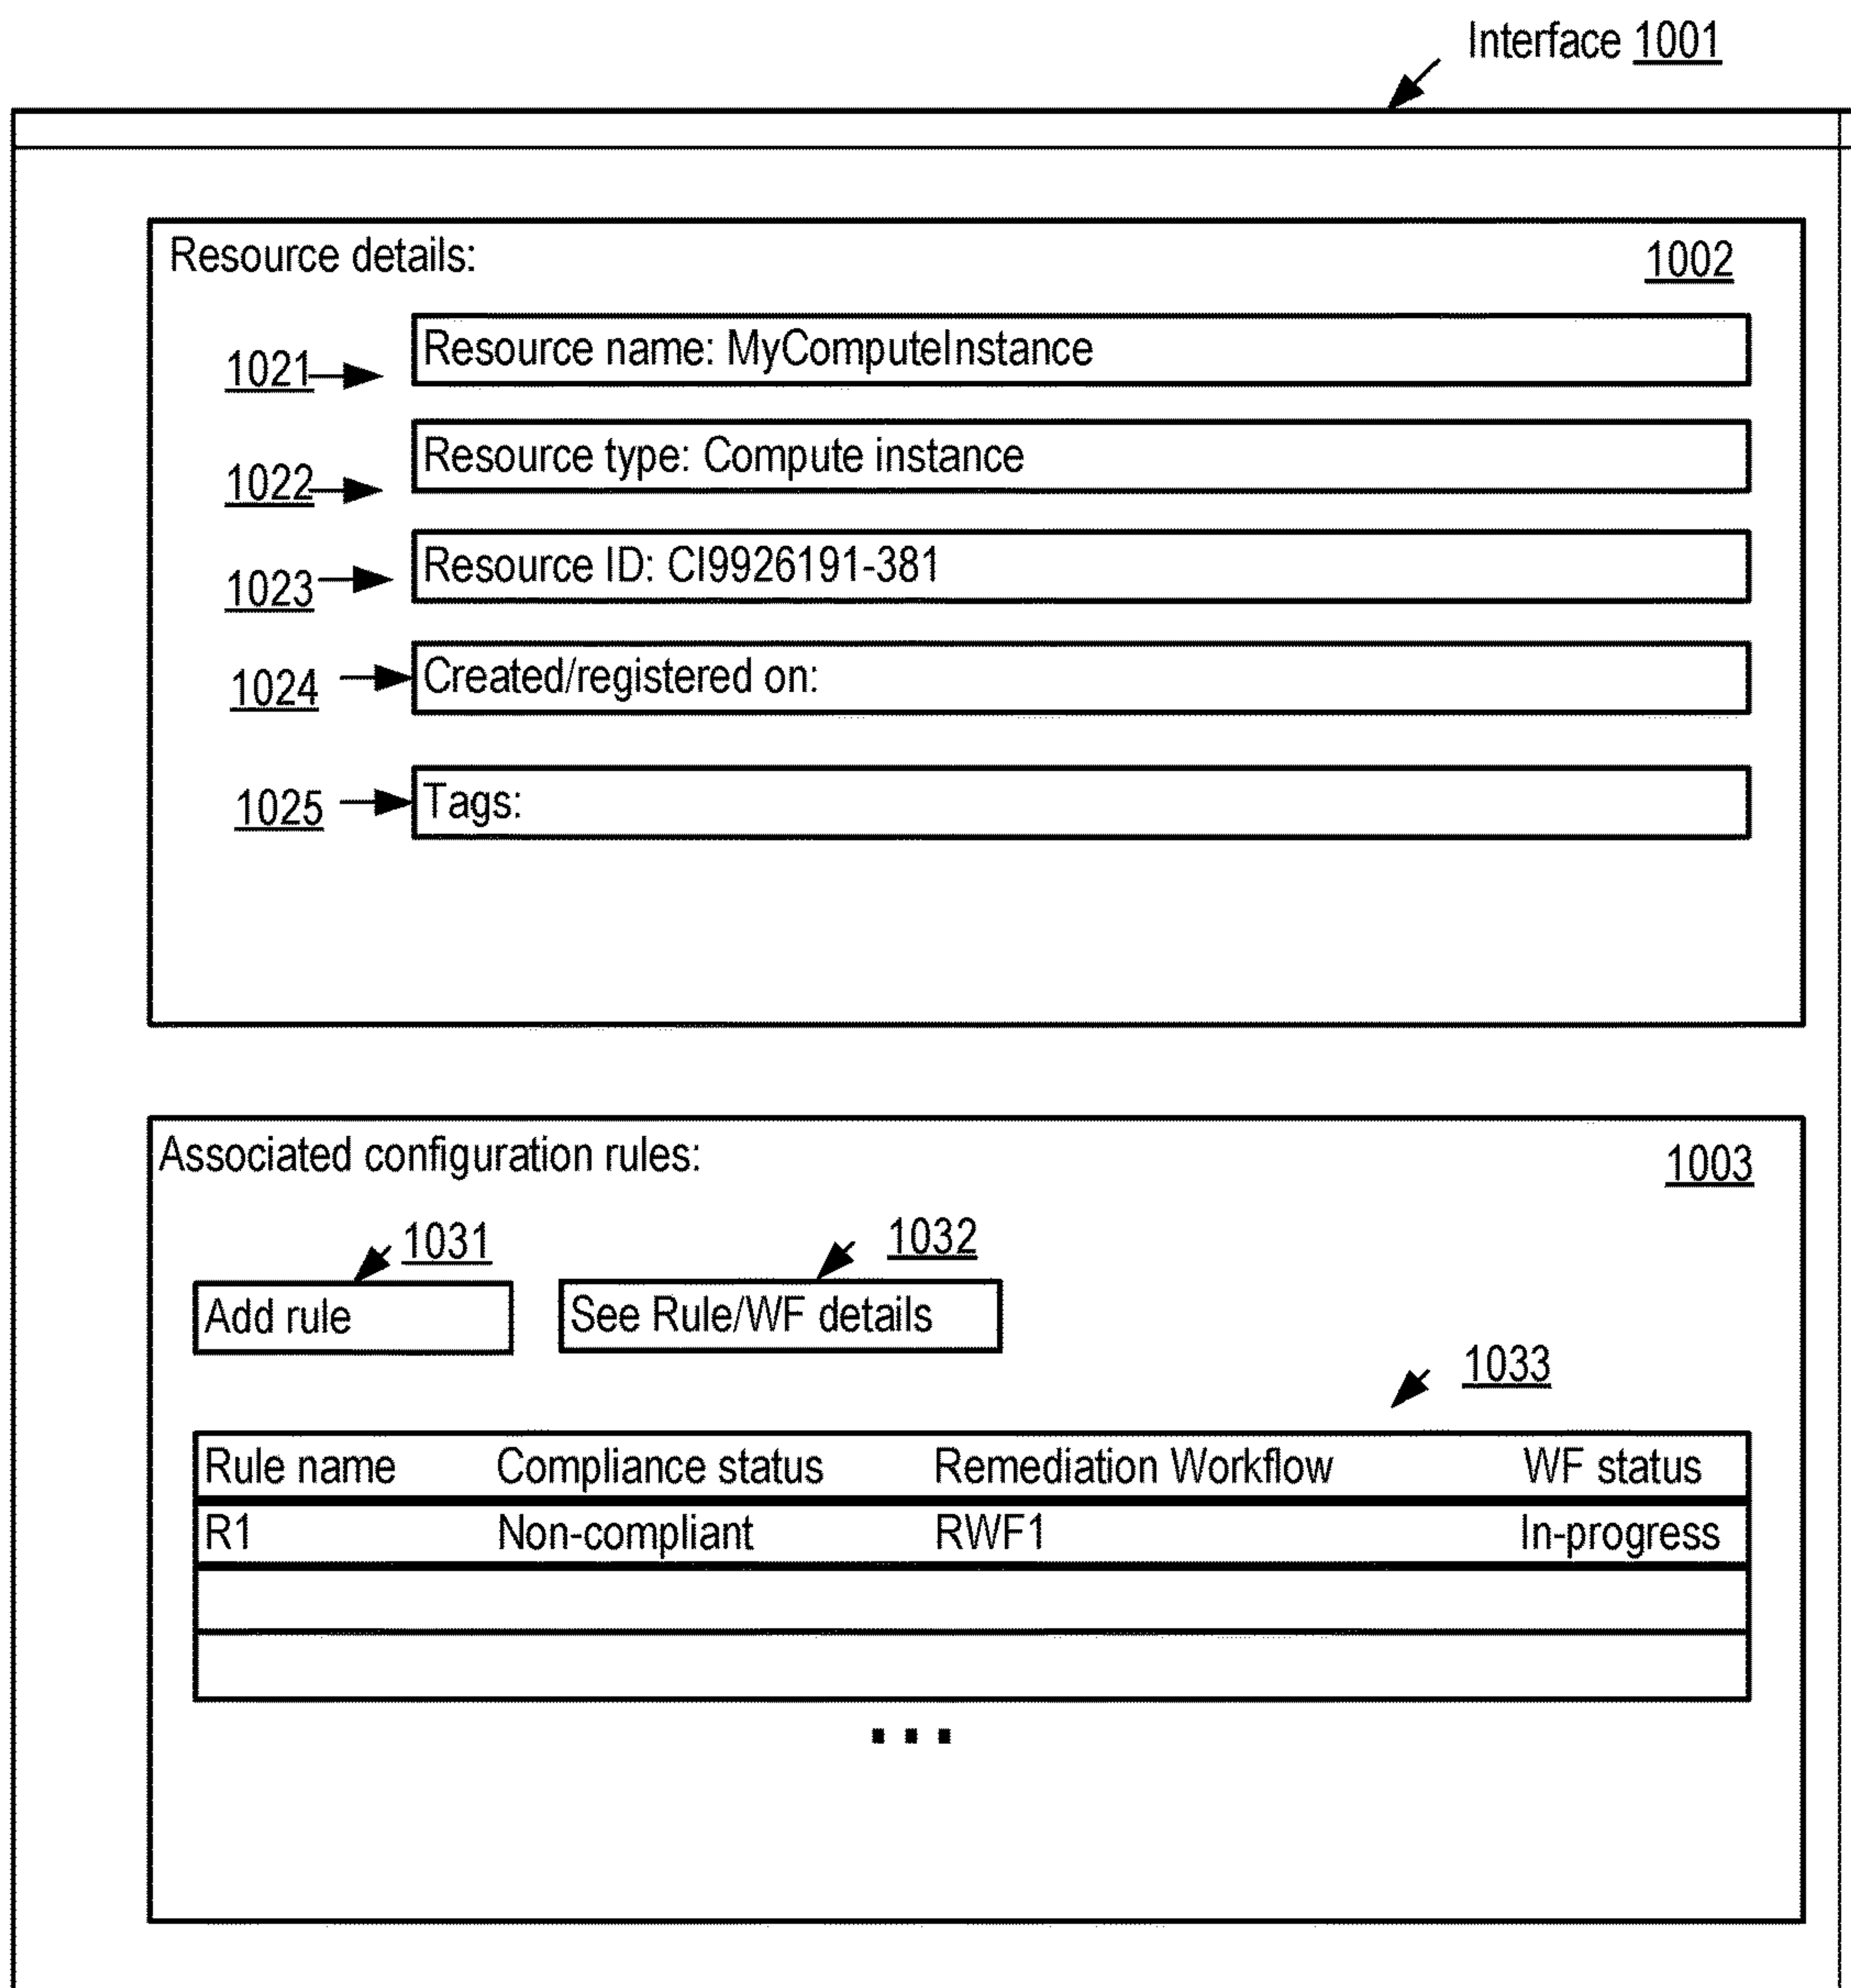 Interface 1001
Resource details: 1002
1021 Resource name: MyComputeInstance
1022 Resource type: Compute instance
1023 Resource ID: CI9926191-381
1024 Created/registered on:
1025 Tags:
Associated configuration rules: 1003
1031 1032
Add rule See Rule/WF details
1033
Rule name Compliance status Remediation Workflow WF status
R1 Non-compliant RWF1 In-progress
...